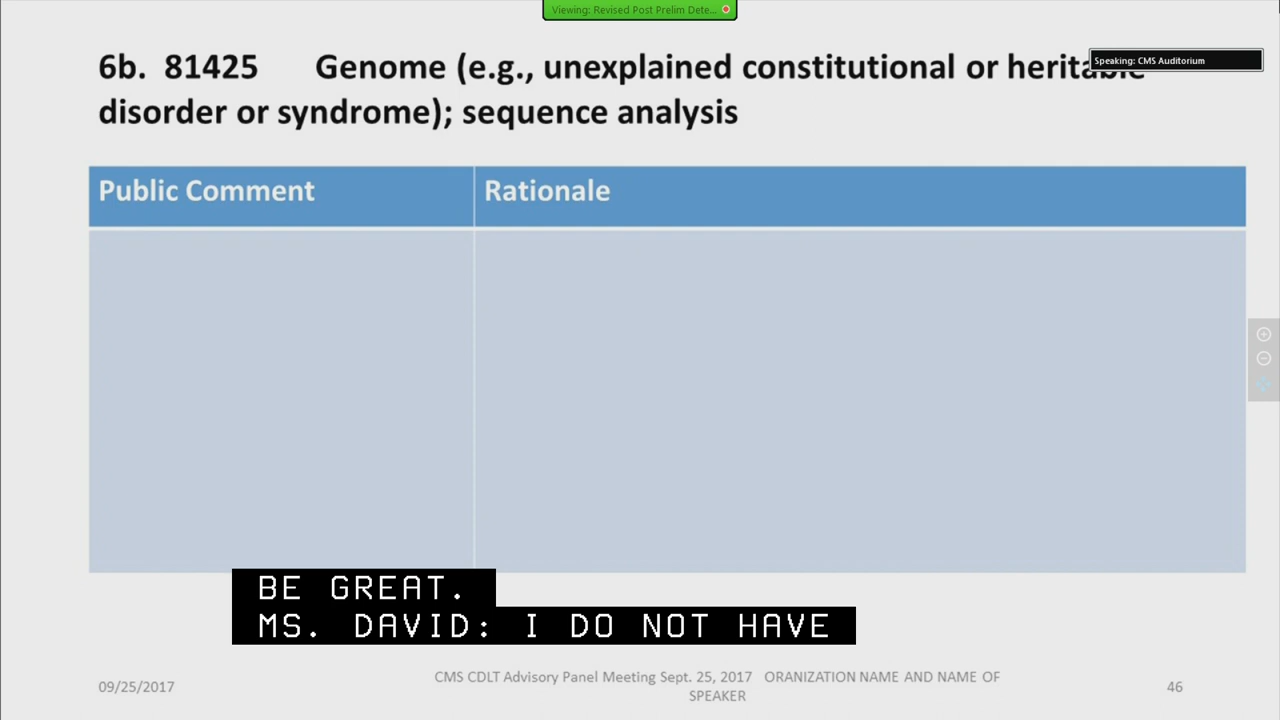 Viewing: Revised Post Prelim Dete...
6b. 81425 Genome (e.g., unexplained constitutional or heritable
Speaking: CMS Auditorium
disorder or syndrome); sequence analysis
Public Comment
Rationale
BE GREAT.
MS. DAVID: I DO NOT HAVE
09/25/2017
CMS CDLT Advisory Panel Meeting Sept. 25, 2017 ORANIZATION NAME AND NAME OF
SPEAKER
46